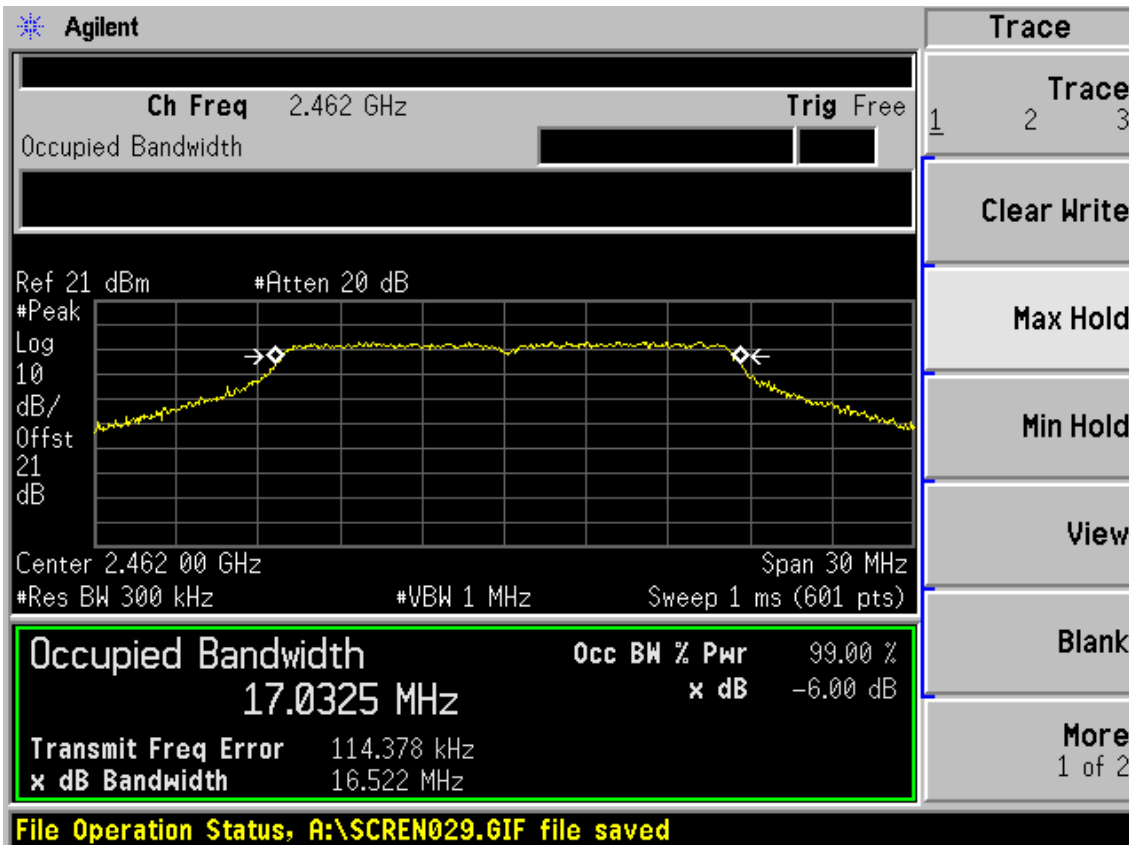 Agilent
Ch Freq 2.462 GHz Trig Free
Occupied Bandwidth
Ref 21 dBm #Atten 20 dB
#Peak
Log
10
dB/
Offst
21
dB
Center 2.462 00 GHz Span 30 MHz
#Res BW 300 kHz #VBW 1 MHz Sweep 1 ms (601 pts)
Occupied Bandwidth Occ BW % Pwr 99.00 %
17.0325 MHz x dB -6.00 dB
Transmit Freq Error 114.378 kHz
x dB Bandwidth 16.522 MHz
File Operation Status, A:\SCREN029.GIF file saved
Trace
Trace
1 2 3
Clear Write
Max Hold
Min Hold
View
Blank
More
1 of 2